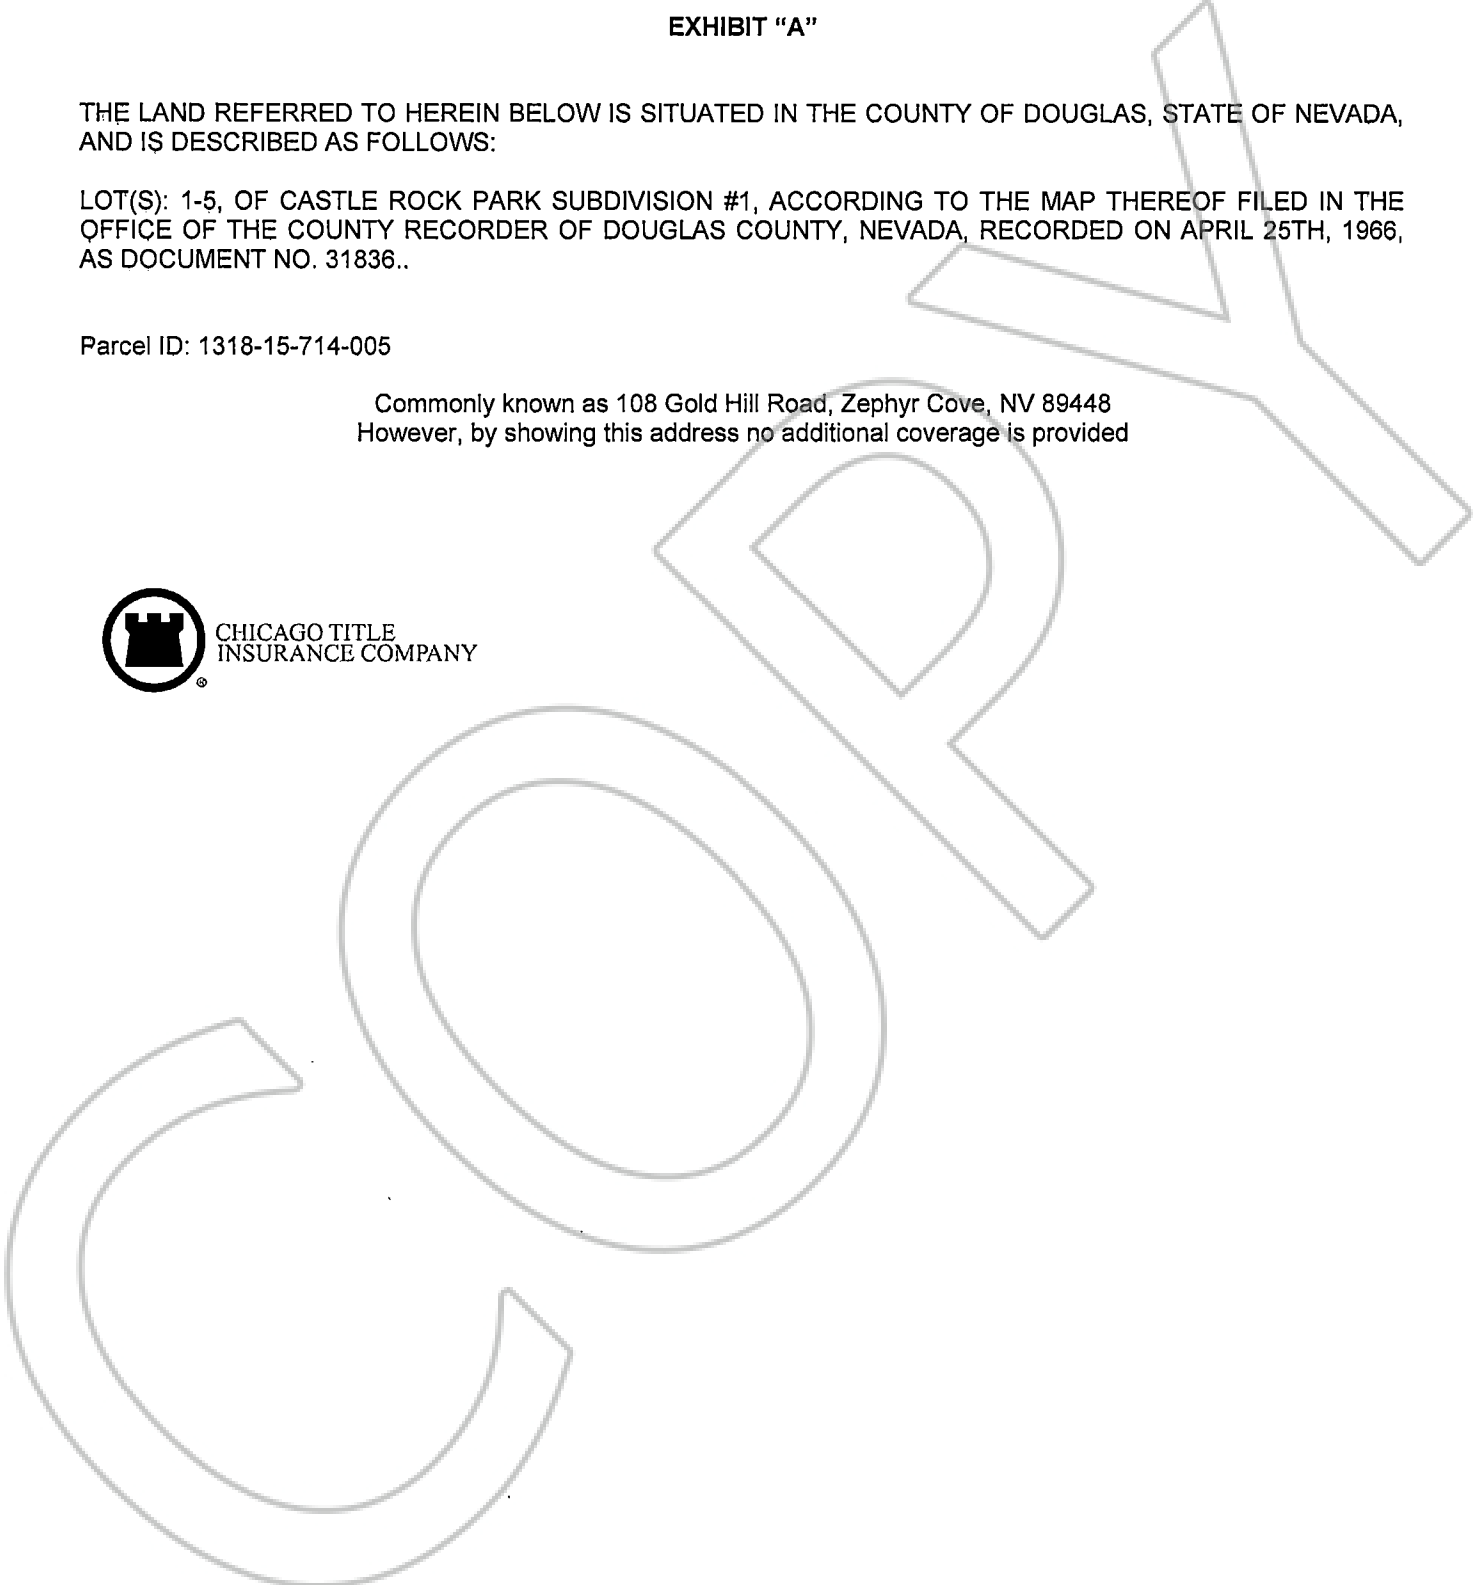 EXHIBIT “A”
THE LAND REFERRED TO HEREIN BELOW IS SITUATED IN THE COUNTY OF DOUGLAS, STATE OF NEVADA,
AND IS DESCRIBED AS FOLLOWS:
LOT(S): 1-5, OF CASTLE ROCK PARK SUBDIVISION #1, ACCORDING TO THE MAP THEREOF FILED IN THE
OFFICE OF THE COUNTY RECORDER OF DOUGLAS COUNTY, NEVADA, RECORDED ON APRIL 25TH, 1966,
AS DOCUMENT NO. 31836..
Parcel ID: 1318-15-714-005
Commonly known as 108 Gold Hill Road, Zephyr Cove, NV 89448
However, by showing this address no additional coverage is provided
CHICAGO TITLE
INSURANCE COMPANY
®
COPY